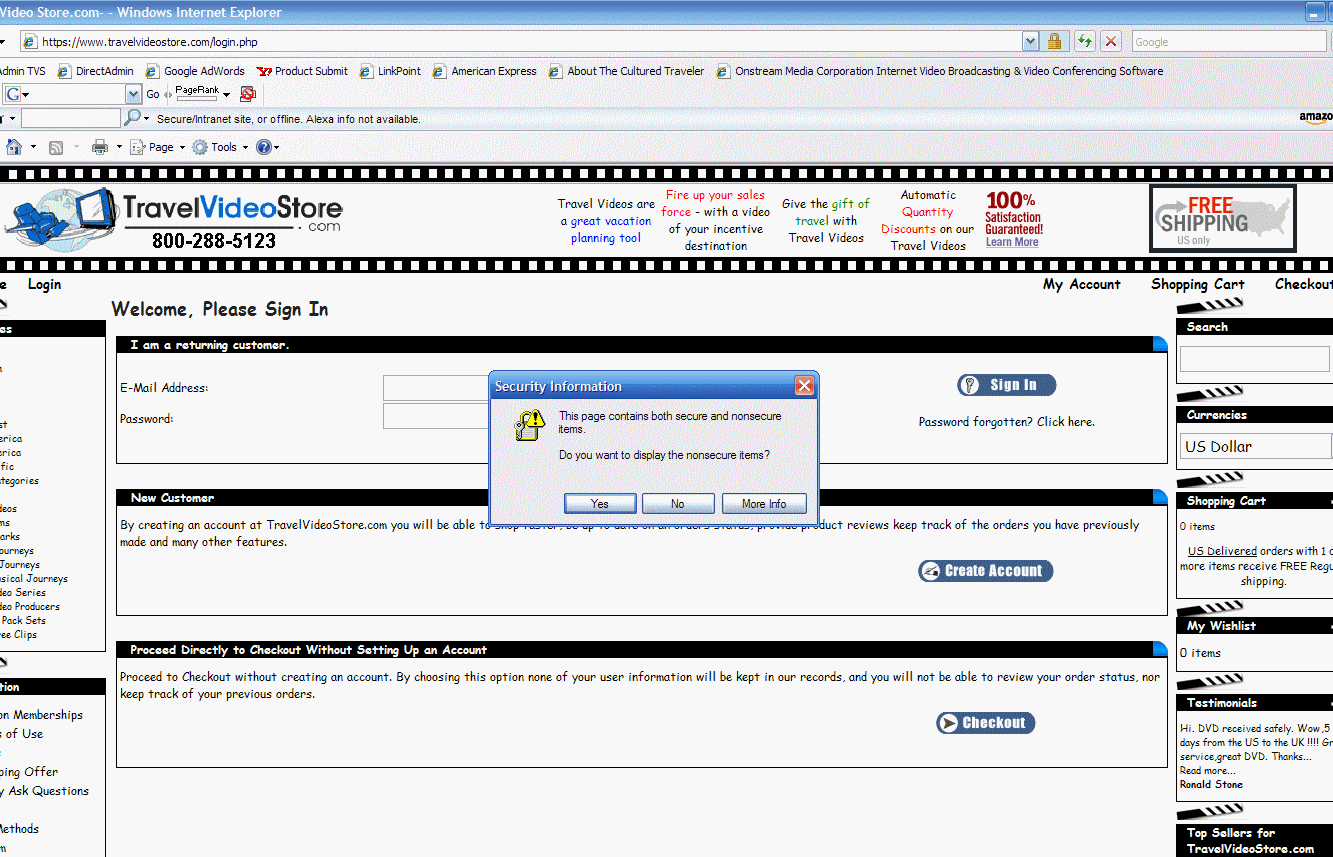 Video Store.com- - Windows Internet Explorer
https://www.travelvideostore.com/login.php
Google
dmin TVS DirectAdmin Google AdWords Product Submit LinkPoint American Express About The Cultured Traveler Onstream Media Corporation Internet Video Broadcasting & Video Conferencing Software
G Go PageRank
Secure/Intranet site, or offline. Alexa info not available.
amazo
Page Tools
TravelVideoStore
.com
800-288-5123
Travel Videos are
a great vacation
planning tool
Fire up your sales
force - with a video
of your incentive
destination
Give the gift of
travel with
Travel Videos
Automatic
Quantity
Discounts on our
Travel Videos
100%
Satisfaction
Guaranteed!
Learn More
FREE
SHIPPING
US only
e Login My Account Shopping Cart Checkout
Welcome, Please Sign In
es
st
erica
erica
fic
ategories
deos
ms
arks
ourneys
Journeys
usical Journeys
deo Series
deo Producers
Pack Sets
ree Clips
tion
on Memberships
s of Use
ping Offer
y Ask Questions
Methods
m
I am a returning customer.
E-Mail Address:
Password:
Sign In
Password forgotten? Click here.
Security Information
This page contains both secure and nonsecure
items.
Do you want to display the nonsecure items?
Yes No More Info
New Customer
By creating an account at TravelVideoStore.com you will be able to shop faster, be up to date on an orders status, provide product reviews keep track of the orders you have previously
made and many other features.
Create Account
Proceed Directly to Checkout Without Setting Up an Account
Proceed to Checkout without creating an account. By choosing this option none of your user information will be kept in our records, and you will not be able to review your order status, nor
keep track of your previous orders.
Checkout
Search
Currencies
US Dollar
Shopping Cart
0 items
US Delivered orders with 1 o
more items receive FREE Regu
shipping.
My Wishlist
0 items
Testimonials
Hi. DVD received safely. Wow,5
days from the US to the UK !!!! Gr
service,great DVD. Thanks...
Read more...
Ronald Stone
Top Sellers for
TravelVideoStore.com